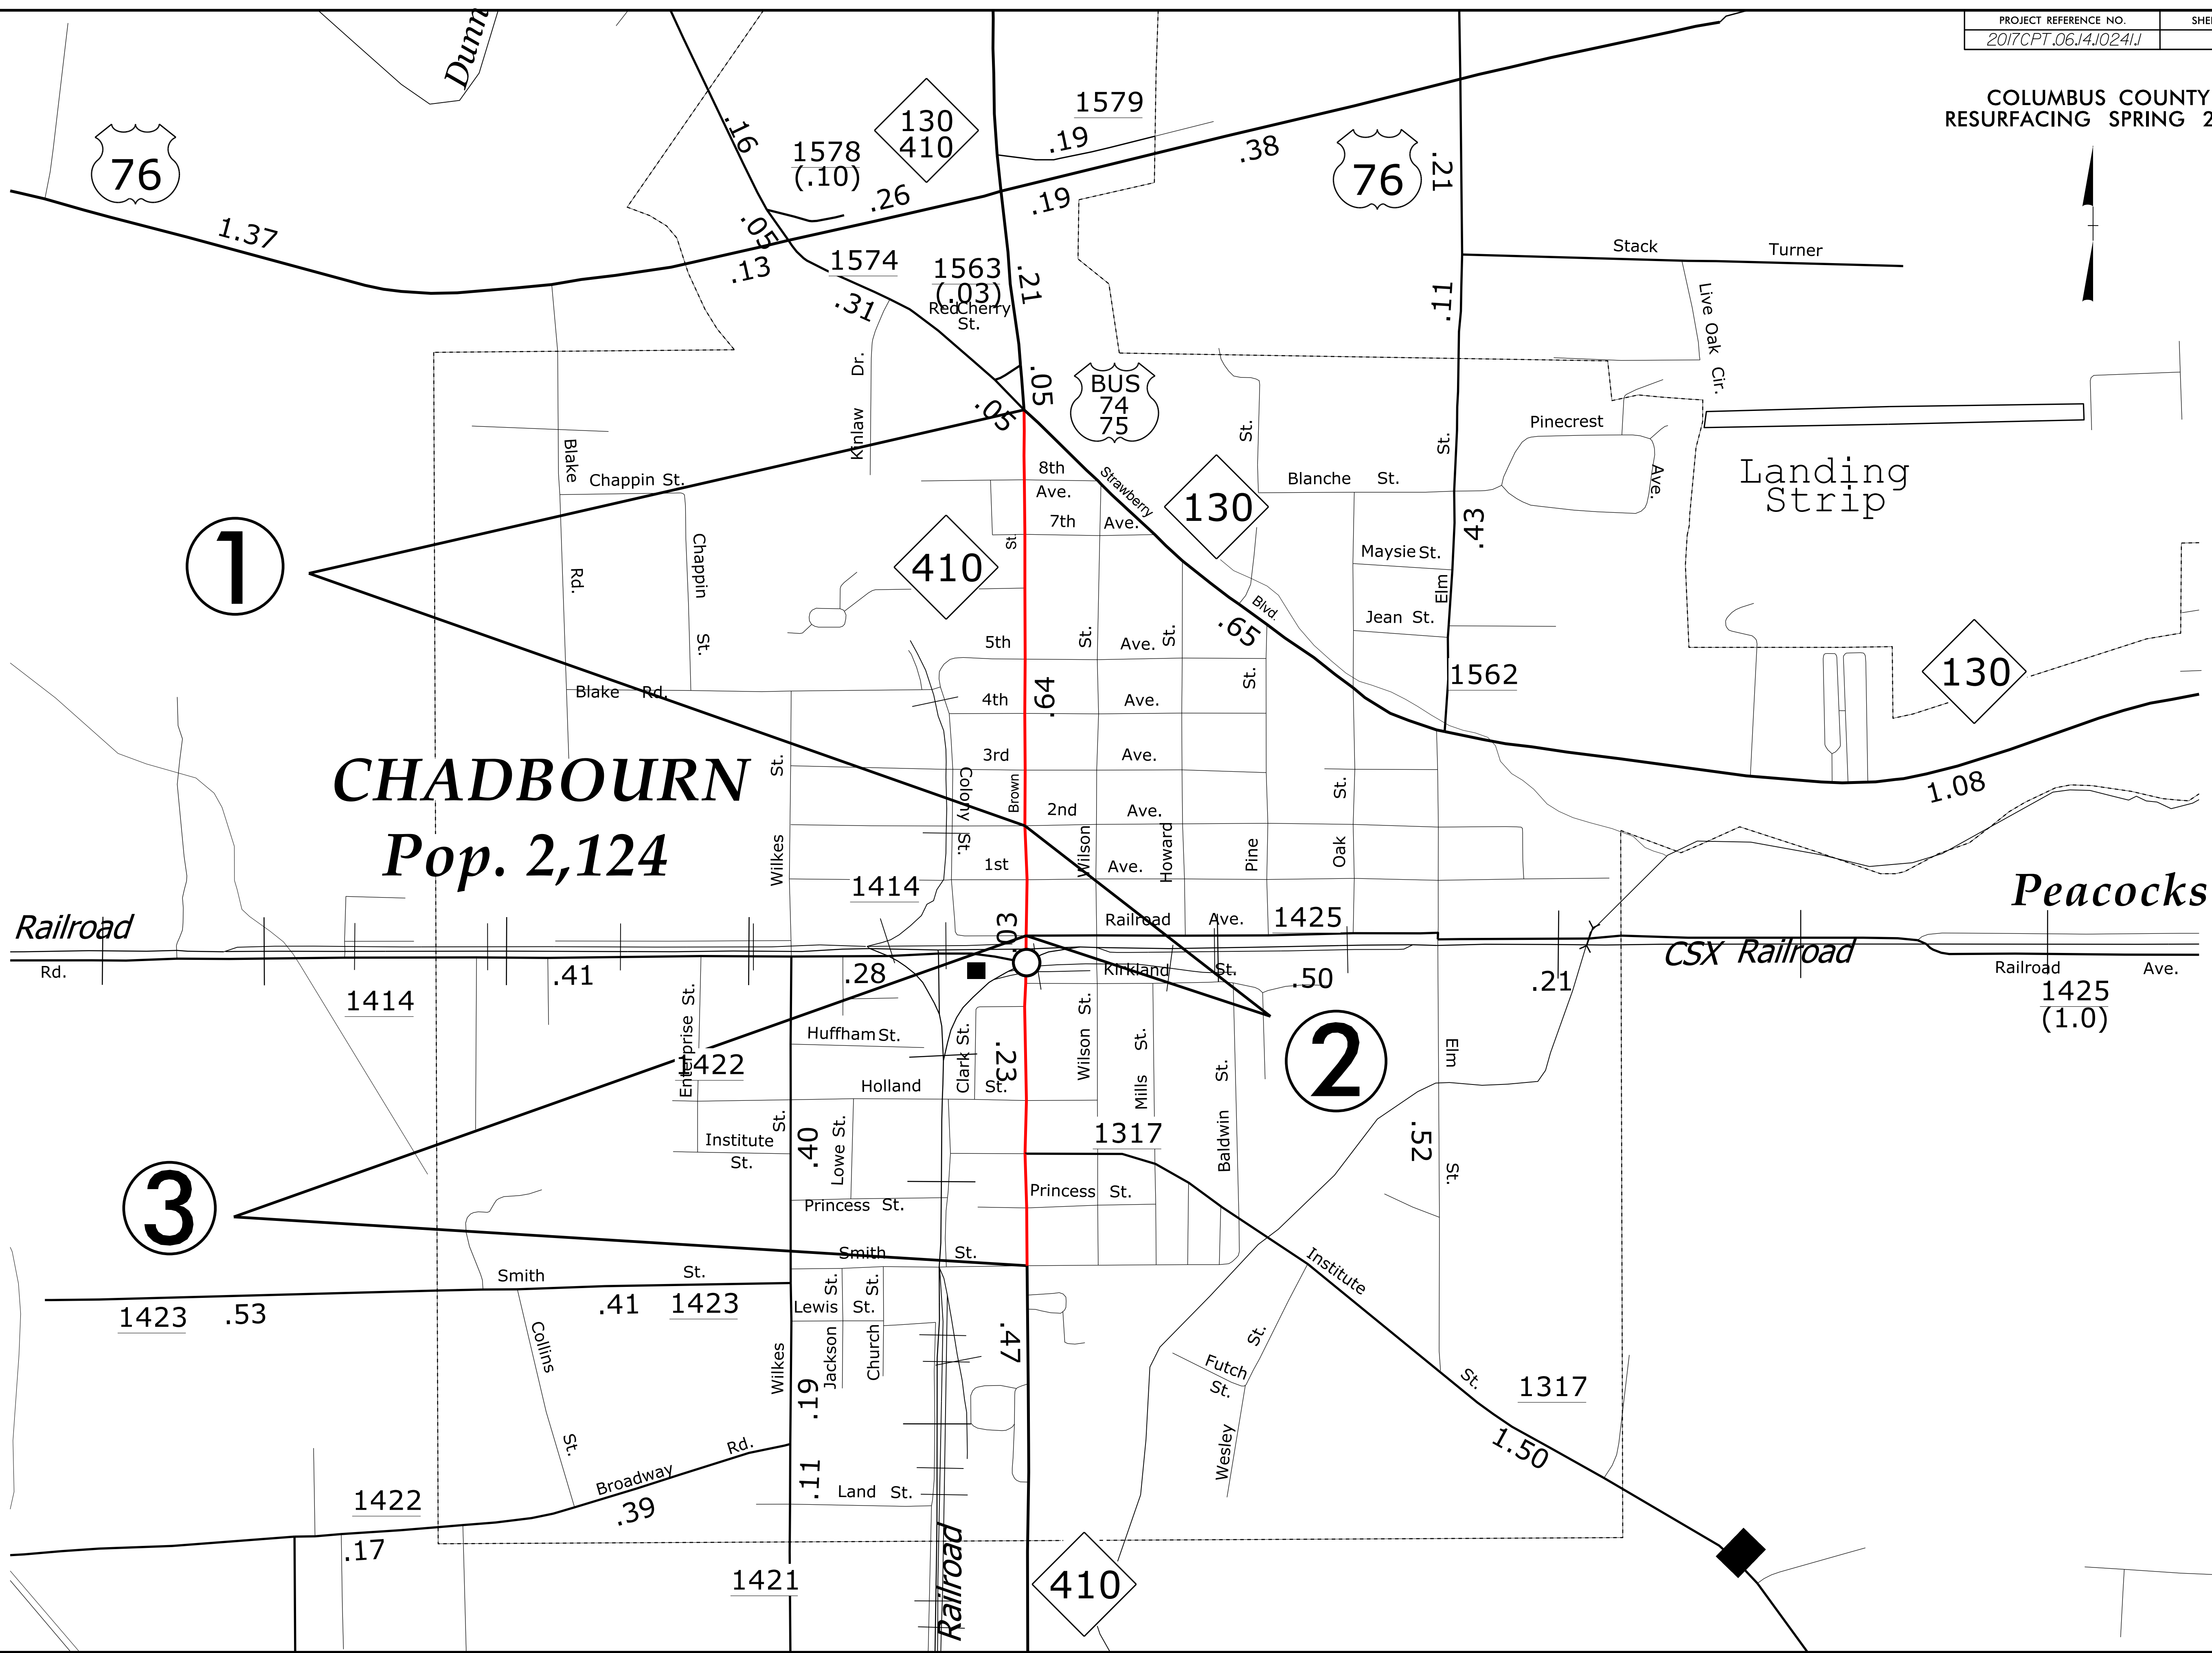 PROJECT REFERENCE NO.
2017CPT.06.14.10241.1
COLUMBUS COUNTY
RESURFACING SPRING
Dunn
76
1.37
.16
1578
(.10)
130
410
1579
.19
.26
.19
.38
76
.21
.05
.13
1574
.31
1563
(.03)
RedCherry
St.
.21
.05
.05
BUS
74
75
.11
Stack Turner
Live Oak Cir.
Kinlaw Dr.
Blake
Rd.
Chappin St.
Chappin
St.
8th
Ave.
7th Ave.
St.
Strawberry
Blvd.
130
St.
Blanche St.
St.
Pinecrest
Ave.
Landing
Strip
1
410
.43
Maysie St.
Elm
Jean St.
.65
5th
St.
Ave.
St.
St.
1562
130
Blake Rd.
4th
.64
Ave.
CHADBOURN
Pop. 2,124
St.
Wilkes
3rd
Ave.
Colony St.
Brown
2nd
Ave.
Wilson
Howard
Pine
St.
Oak
1st
Ave.
1.08
1414
.03
Railroad Ave.
1425
Peacocks
Railroad
Rd.
.41
.28
Kirkland St.
.50
.21
CSX Railroad
Railroad Ave.
1425
(1.0)
1414
Enterprise St.
1422
Huffham St.
Clark St.
.23
Wilson St.
Mills St.
2
Elm
St.
Holland St.
Institute
St.
St.
.40
Lowe St.
1317
Baldwin
St.
.52
3
Princess St.
Princess St.
Smith St.
Smith St.
1423
.53
.41
1423
Lewis St.
Jackson St.
Church St.
Collins
St.
Wilkes
.19
.47
Institute
St.
Futch
St.
St.
Wesley
1317
1.50
Broadway Rd.
.39
.11
Land St.
1422
.17
1421
Railroad
410